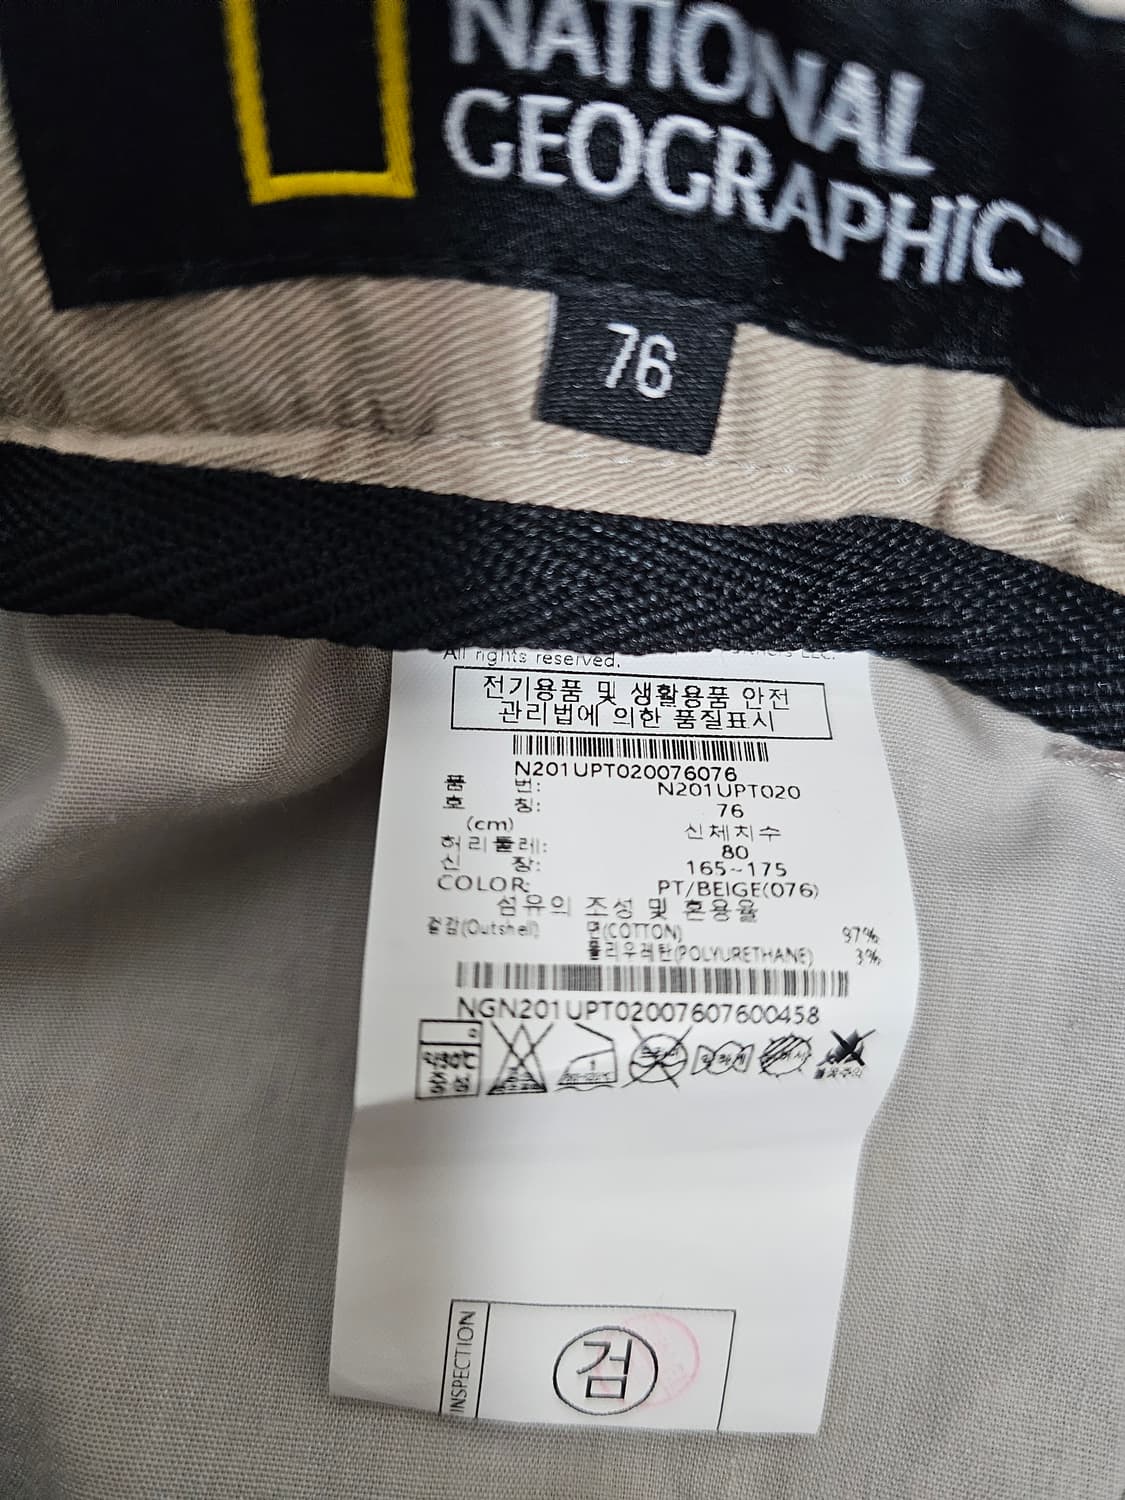 NATIONAL
GEOGRAPHIC™
76
All rights reserved.
전기용품 및 생활용품 안전
관리법에 의한 품질표시
N201UPT020076076
품 번: N201UPT020
호 칭: 76
(cm) 신체치수
허리둘레: 80
신 장: 165~175
COLOR: PT/BEIGE(076)
섬유의 조성 및 혼용율
겉감(Outshell) 면(COTTON) 97%
폴리우레탄(POLYURETHANE) 3%
NGN201UPT02007607600458
INSPECTION
검